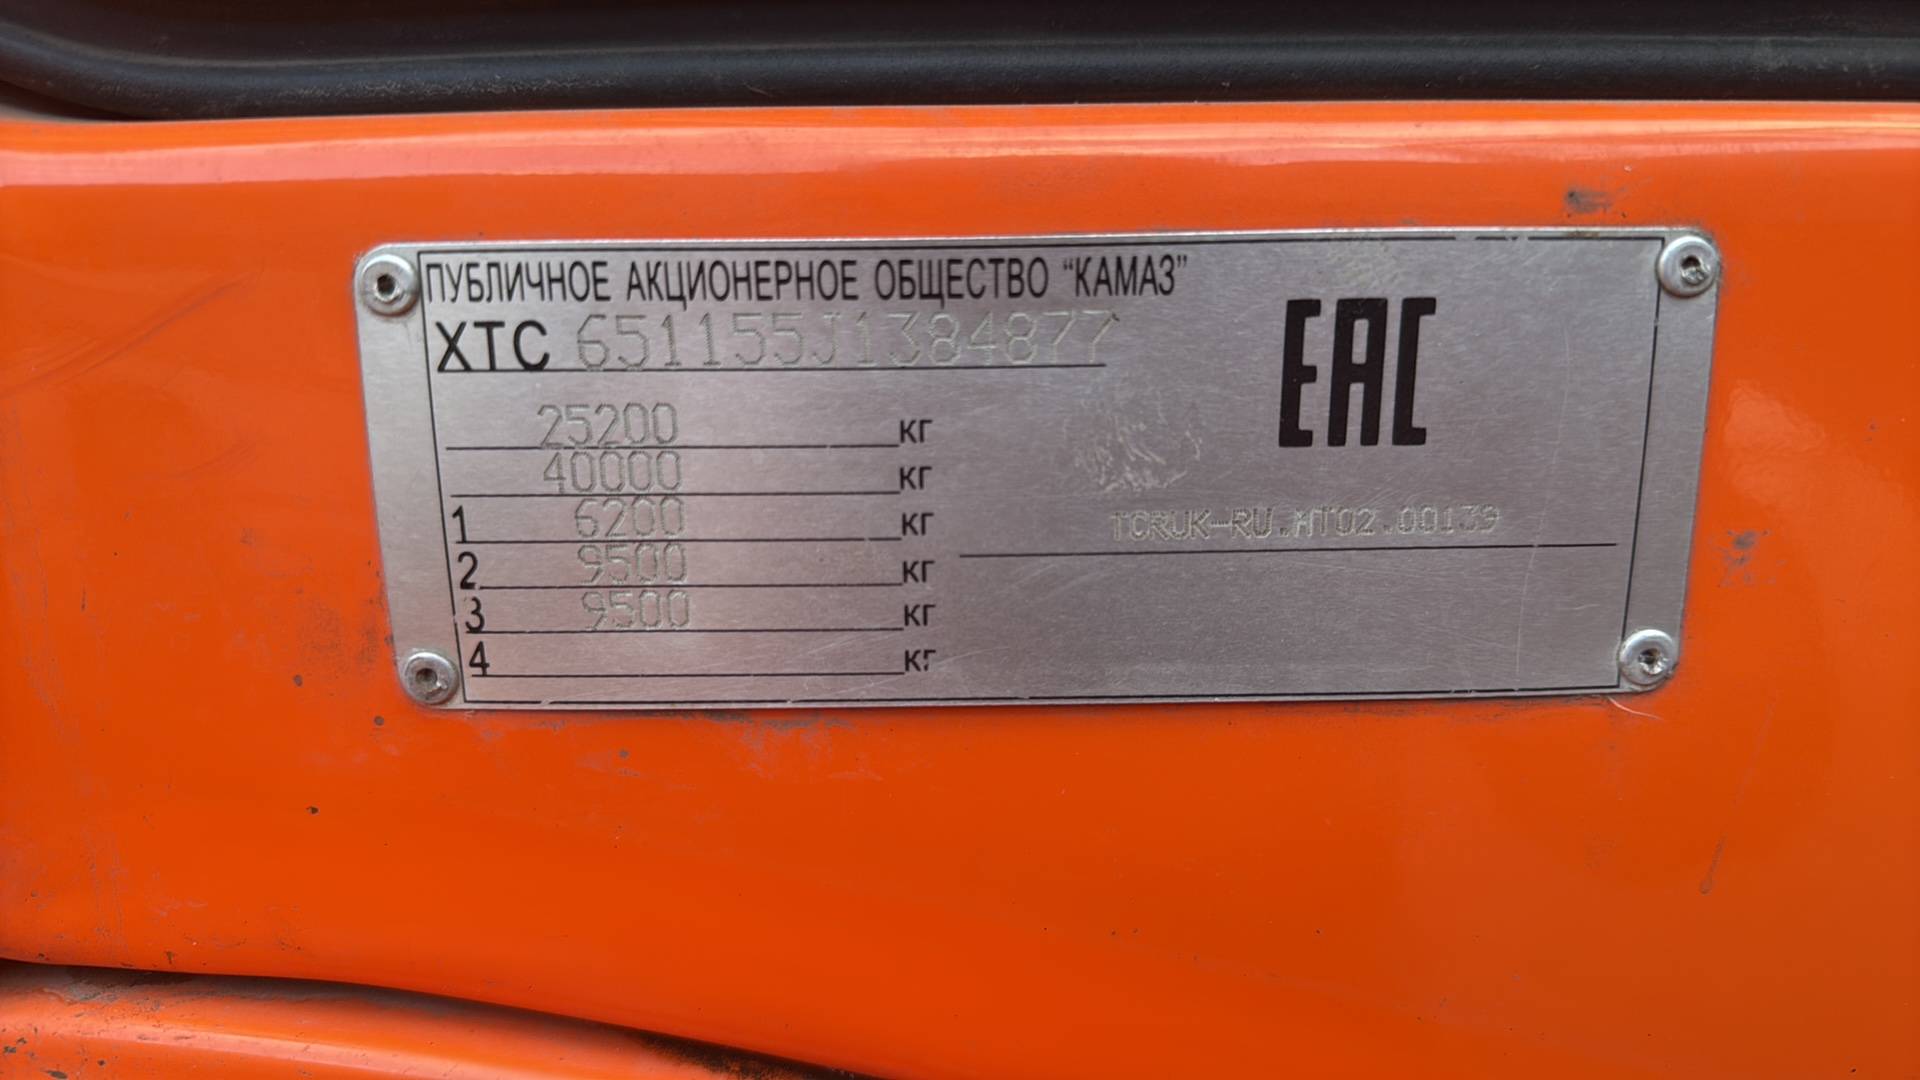 ПУБЛИЧНОЕ АКЦИОНЕРНОЕ ОБЩЕСТВО "КАМАЗ"
XTC 651155J1384877
EAC
25200 кг
40000 кг
1 6200 кг
TCRUK-RU.MT02.00139
2 9500 кг
3 9500 кг
4 кг